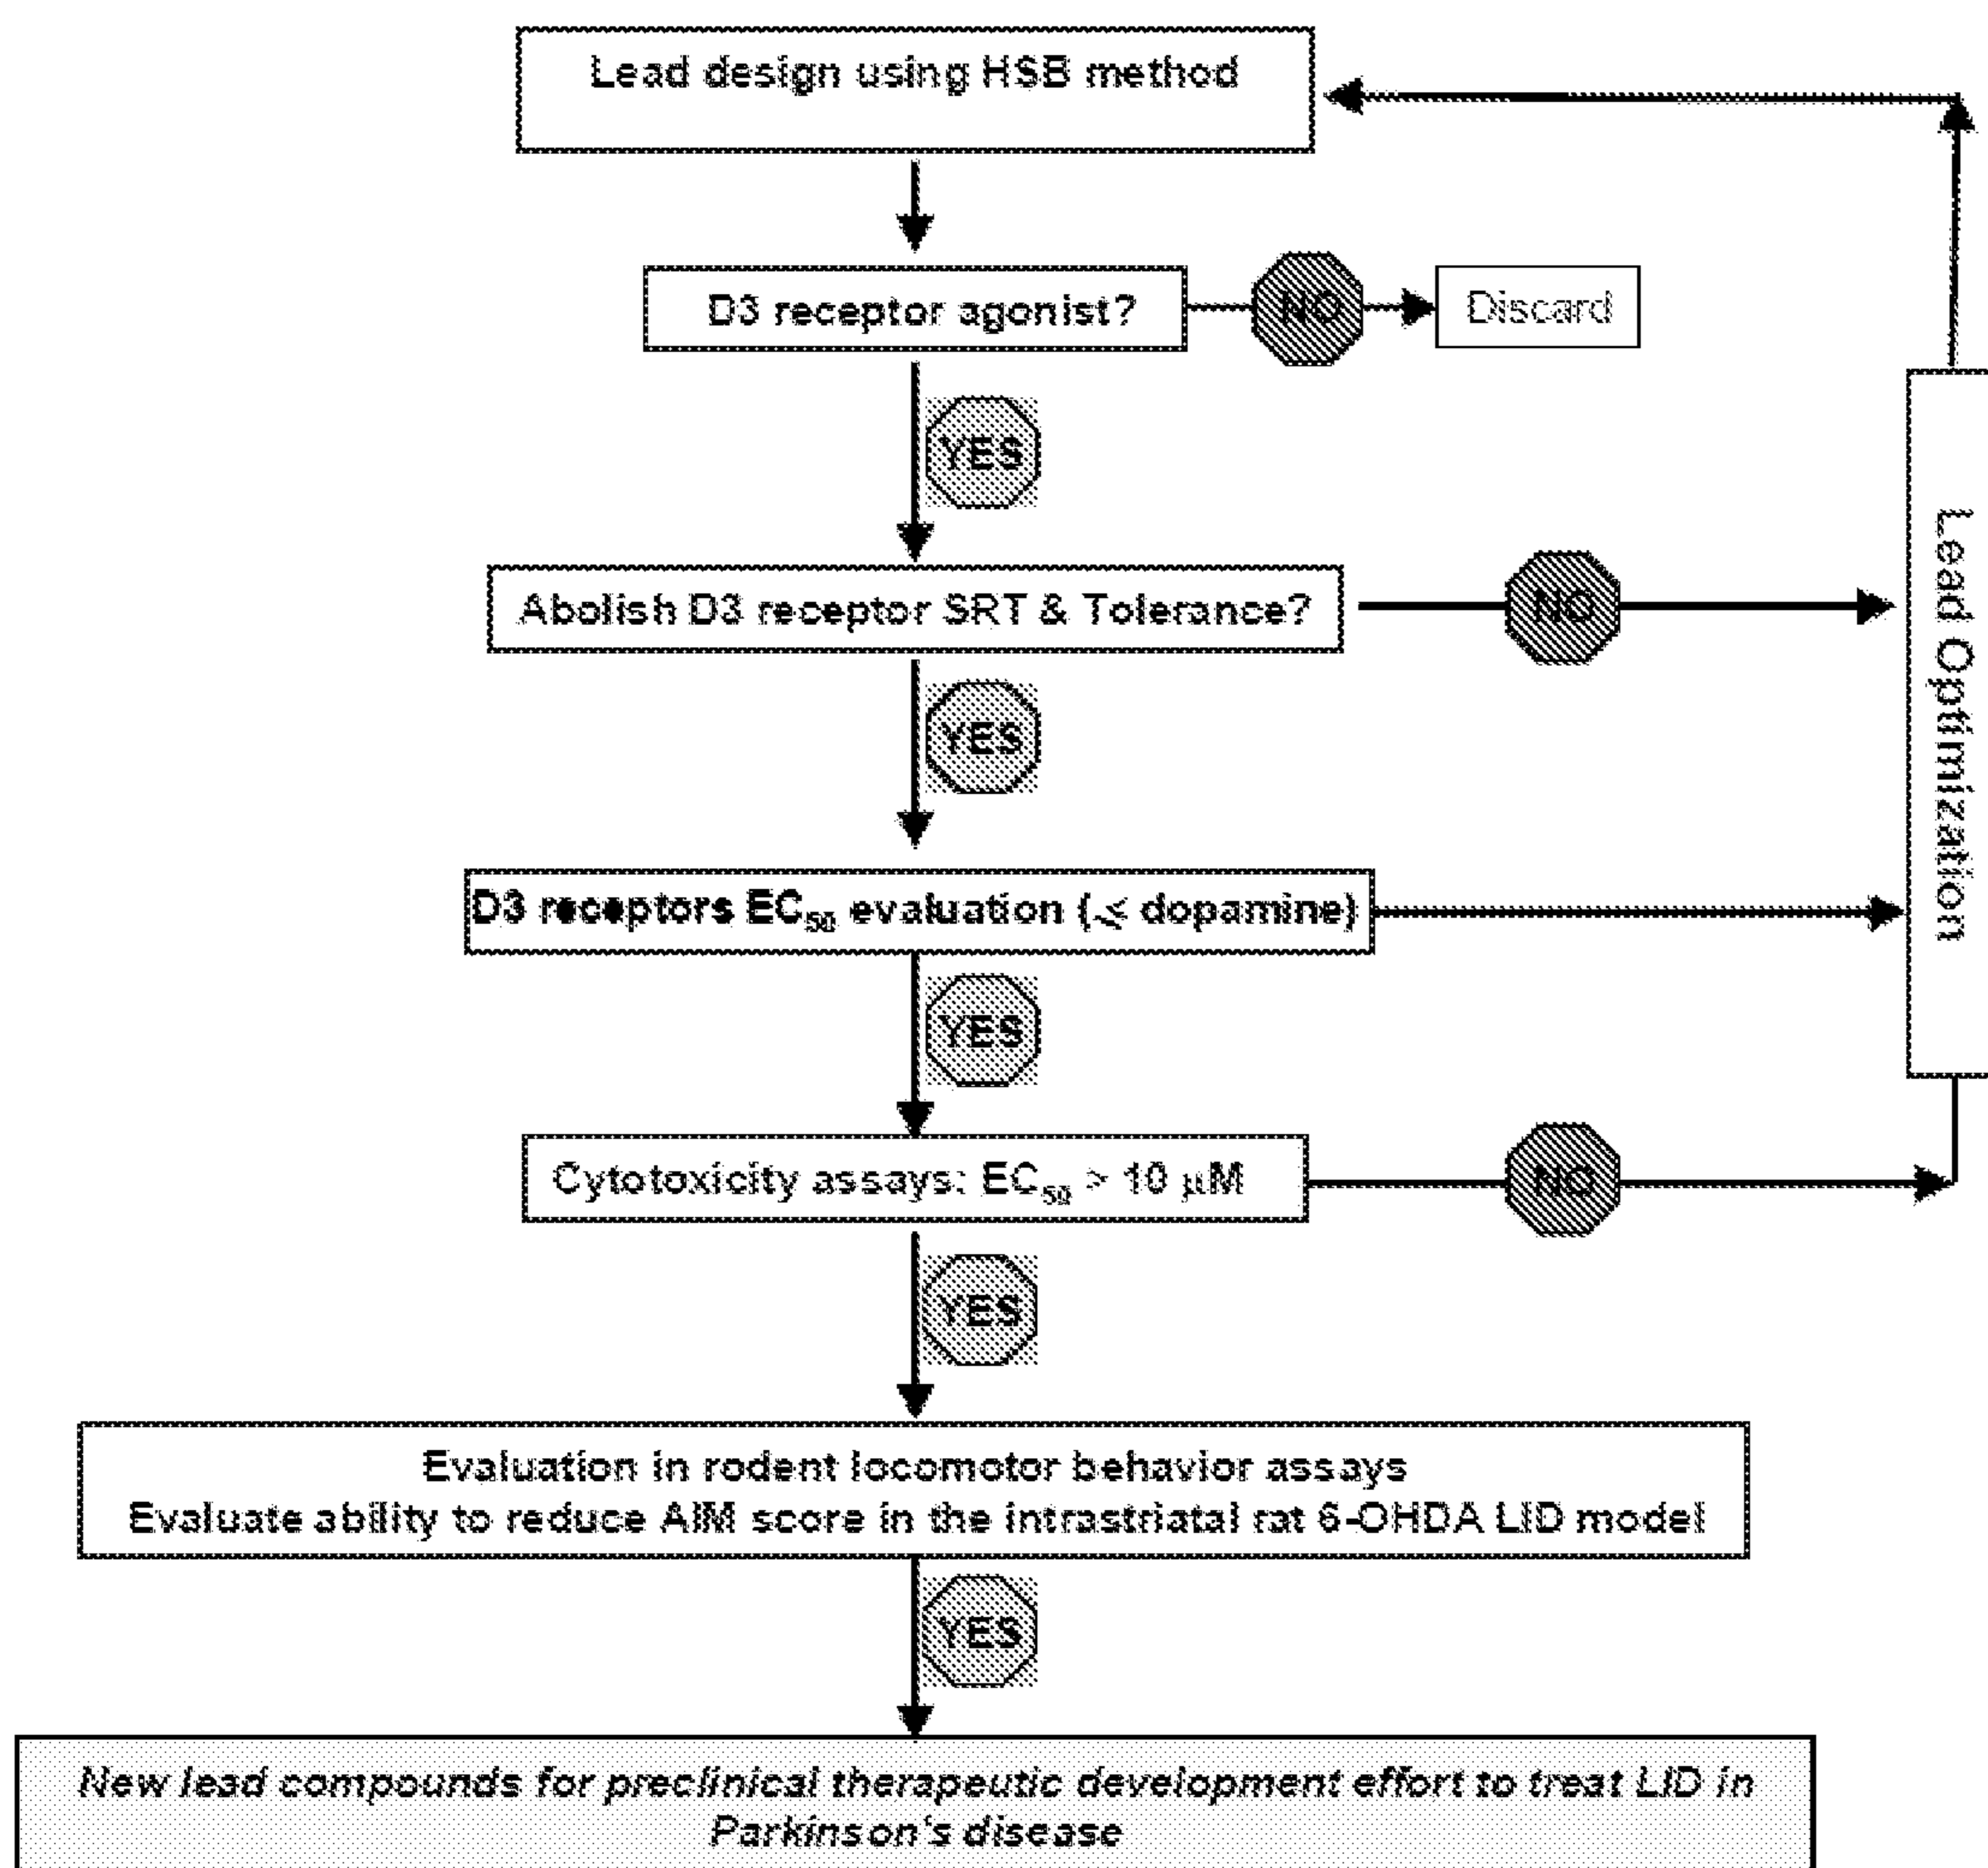 Lead design using HSB method
D3 receptor agonist?
NO
Discard
YES
Abolish D3 receptor SRT & Tolerance?
NO
Lead Optimization
YES
D3 receptors EC50 evaluation (⩽ dopamine)
YES
Cytotoxicity assays: EC50 > 10 µM
NO
YES
Evaluation in rodent locomotor behavior assays
Evaluate ability to reduce AIM score in the intrastriatal rat 6-OHDA LID model
YES
New lead compounds for preclinical therapeutic development effort to treat LID in
Parkinson's disease